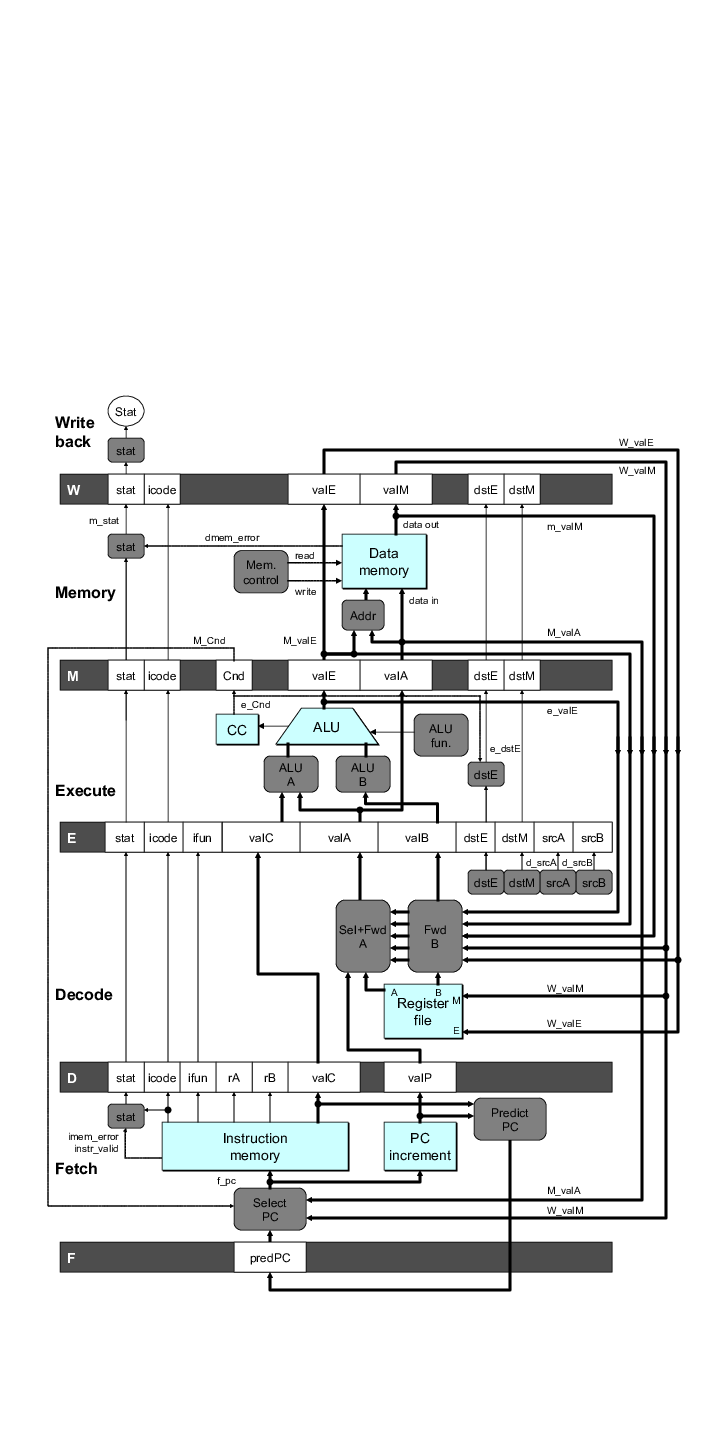 Stat
Write
back
stat
W_valE
W_valM
W
stat
icode
valE
valM
dstE
dstM
m_stat
data out
m_valM
stat
dmem_error
Mem.
control
read
write
Data
memory
Memory
Addr
data in
M_Cnd
M_valE
M_valA
M
stat
icode
Cnd
valE
valA
dstE
dstM
e_Cnd
e_valE
CC
ALU
ALU
fun.
e_dstE
ALU
A
ALU
B
dstE
Execute
E
stat
icode
ifun
valC
valA
valB
dstE
dstM
srcA
srcB
d_srcA
d_srcB
dstE
dstM
srcA
srcB
Sel+Fwd
A
Fwd
B
Decode
A
B
M
Register
file
E
W_valM
W_valE
D
stat
icode
ifun
rA
rB
valC
valP
stat
Predict
PC
imem_error
instr_valid
Instruction
memory
PC
increment
Fetch
f_pc
Select
PC
M_valA
W_valM
F
predPC